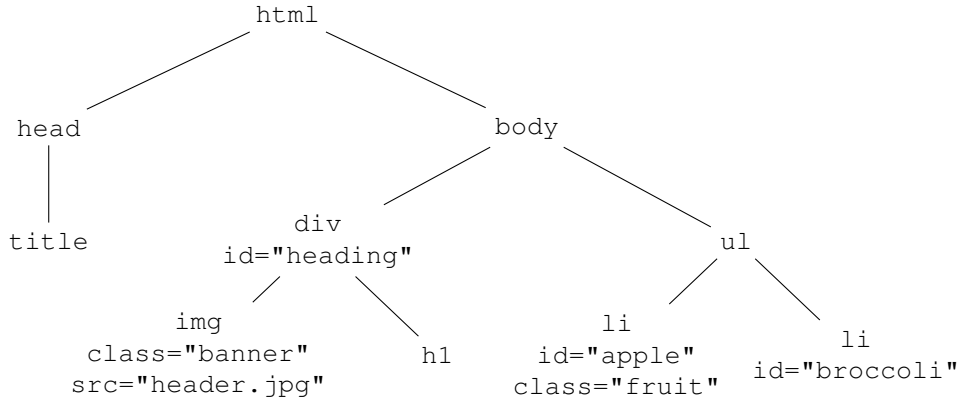 html
head
body
title
div
id="heading"
ul
img
class="banner"
src="header.jpg"
h1
li
id="apple"
class="fruit"
li
id="broccoli"